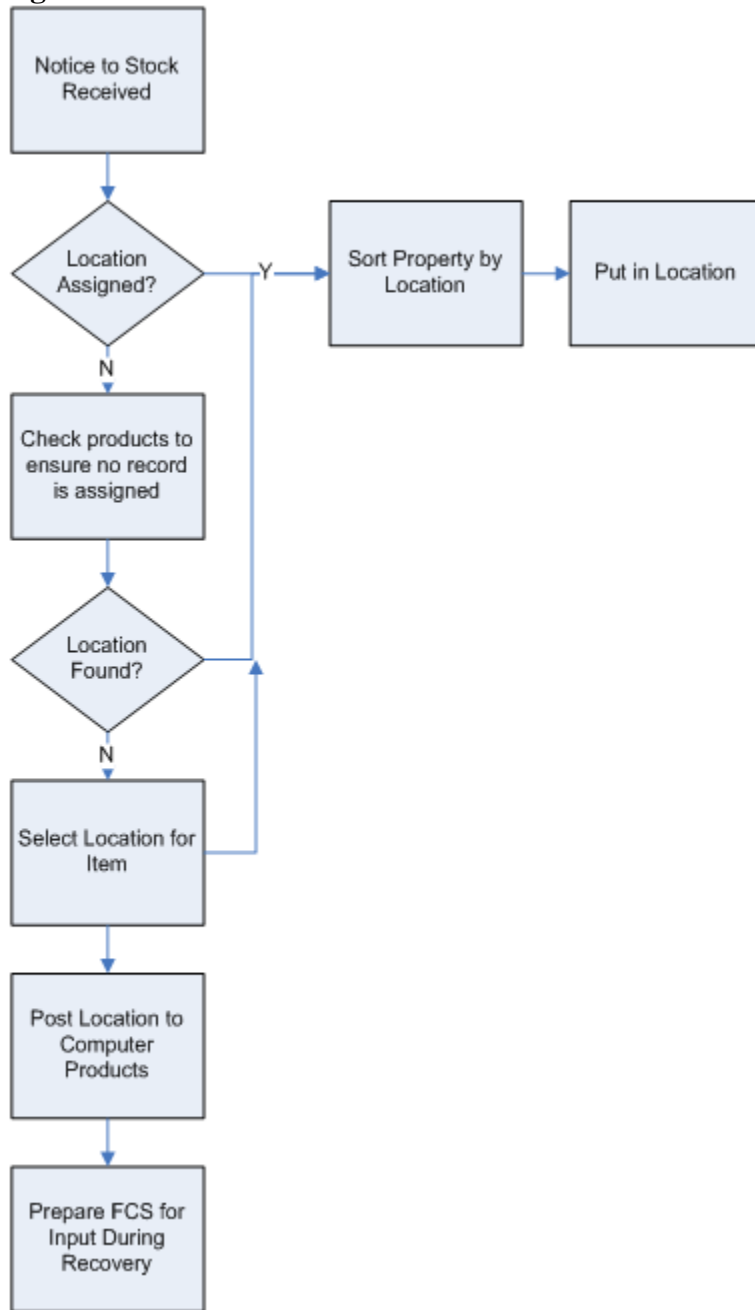 Notice to Stock
Received
Location
Assigned?
Y
Sort Property by
Location
Put in Location
N
Check products to
ensure no record
is assigned
Location
Found?
N
Select Location for
Item
Post Location to
Computer
Products
Prepare FCS for
Input During
Recovery